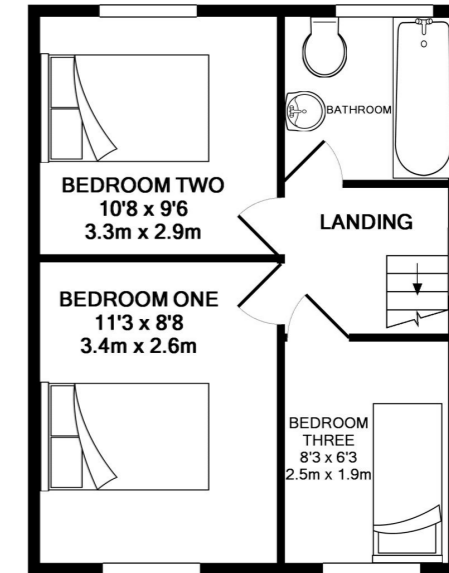 BATHROOM
BEDROOM TWO
10'8 x 9'6
3.3m x 2.9m
LANDING
BEDROOM ONE
11'3 x 8'8
3.4m x 2.6m
BEDROOM
THREE
8'3 x 6'3
2.5m x 1.9m